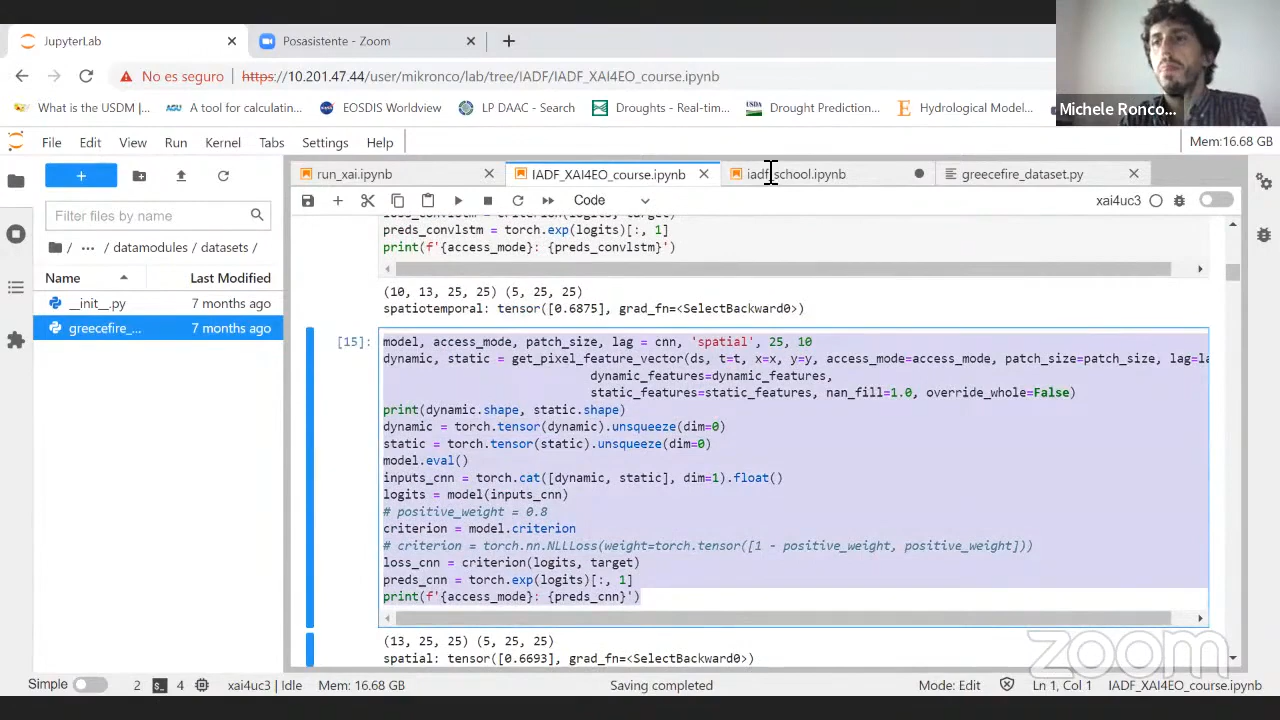 JupyterLab
Posasistente - Zoom
No es seguro
https://10.201.47.44/user/mikronco/lab/tree/IADF/IADF_XAI4EO_course.ipynb
Michele Ronco...
What is the USDM |...
A tool for calculatin...
EOSDIS Worldview
LP DAAC - Search
Droughts - Real-tim...
USDA
Drought Prediction...
Hydrological Model...
File Edit View Run Kernel Tabs Settings Help
Mem:16.68 GB
run_xai.ipynb
IADF_XAI4EO_course.ipynb
iadf_school.ipynb
greecefire_dataset.py
Code
xai4uc3
Filter files by name
/ ··· / datamodules / datasets /
Name Last Modified
__init__.py 7 months ago
greecefire_... 7 months ago
loss_convlstm = criterion(logits, target)
preds_convlstm = torch.exp(logits)[:, 1]
print(f'{access_mode}: {preds_convlstm}')
(10, 13, 25, 25) (5, 25, 25)
spatiotemporal: tensor([0.6875], grad_fn=<SelectBackward0>)
[15]:
model, access_mode, patch_size, lag = cnn, 'spatial', 25, 10
dynamic, static = get_pixel_feature_vector(ds, t=t, x=x, y=y, access_mode=access_mode, patch_size=patch_size, lag=la
dynamic_features=dynamic_features,
static_features=static_features, nan_fill=1.0, override_whole=False)
print(dynamic.shape, static.shape)
dynamic = torch.tensor(dynamic).unsqueeze(dim=0)
static = torch.tensor(static).unsqueeze(dim=0)
model.eval()
inputs_cnn = torch.cat([dynamic, static], dim=1).float()
logits = model(inputs_cnn)
# positive_weight = 0.8
criterion = model.criterion
# criterion = torch.nn.NLLLoss(weight=torch.tensor([1 - positive_weight, positive_weight]))
loss_cnn = criterion(logits, target)
preds_cnn = torch.exp(logits)[:, 1]
print(f'{access_mode}: {preds_cnn}')
(13, 25, 25) (5, 25, 25)
spatial: tensor([0.6693], grad_fn=<SelectBackward0>)
zoom
Simple
2
4
xai4uc3 | Idle
Mem: 16.68 GB
Saving completed
Mode: Edit
Ln 1, Col 1
IADF_XAI4EO_course.ipynb